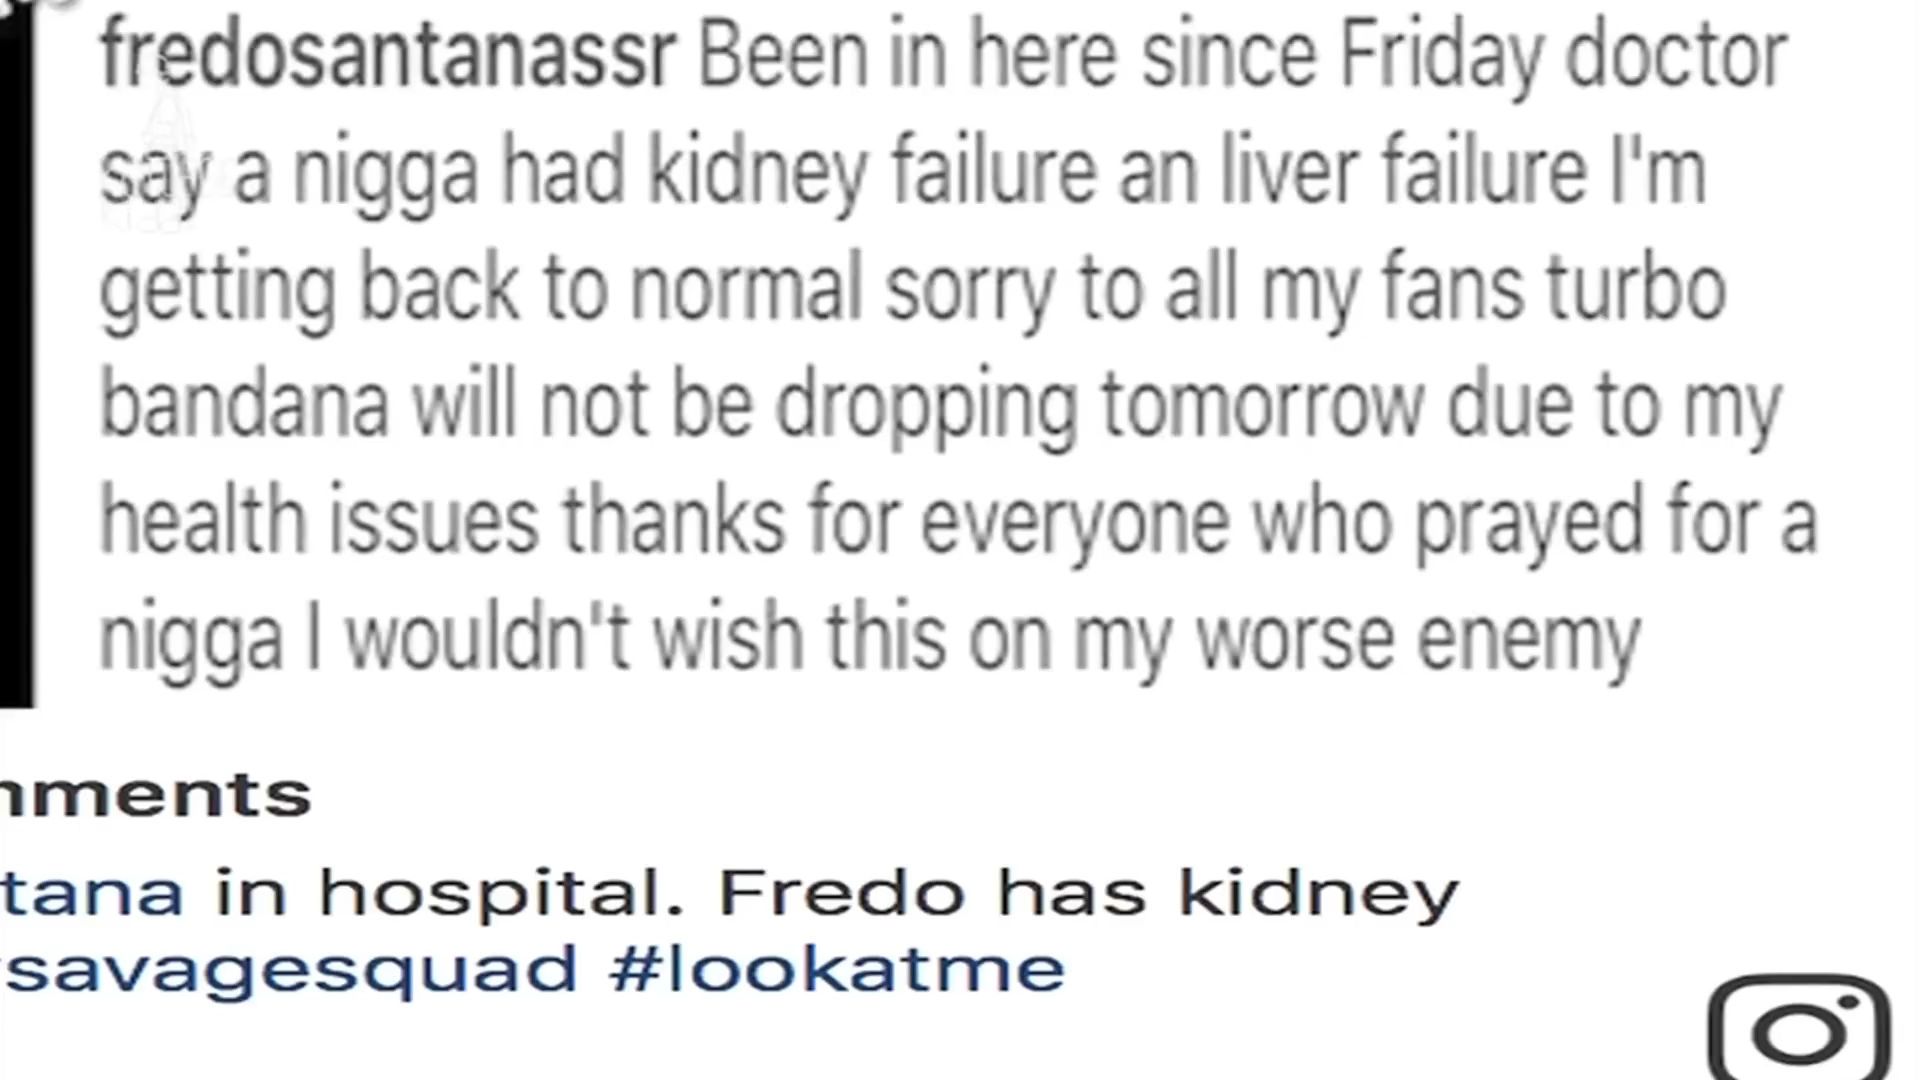 fredosantanassr Been in here since Friday doctor
say a nigga had kidney failure an liver failure I'm
getting back to normal sorry to all my fans turbo
bandana will not be dropping tomorrow due to my
health issues thanks for everyone who prayed for a
nigga I wouldn't wish this on my worse enemy
mments
tana in hospital. Fredo has kidney
savagesquad #lookatme